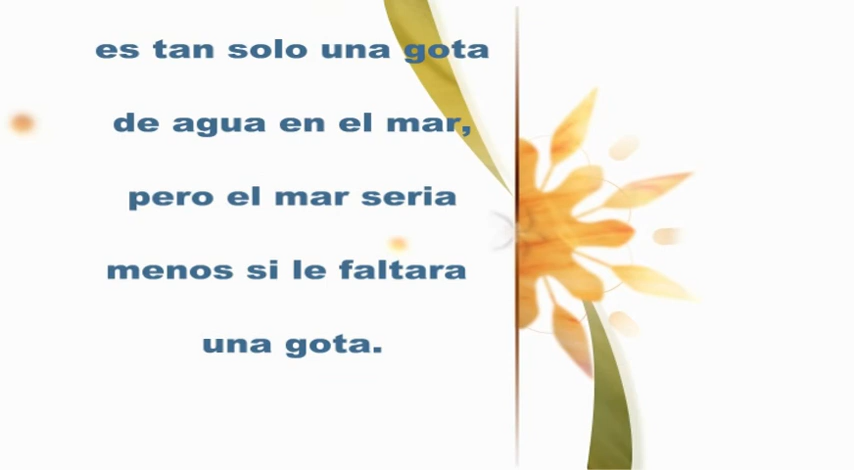 es tan solo una gota
de agua en el mar,
pero el mar seria
menos si le faltara
una gota.